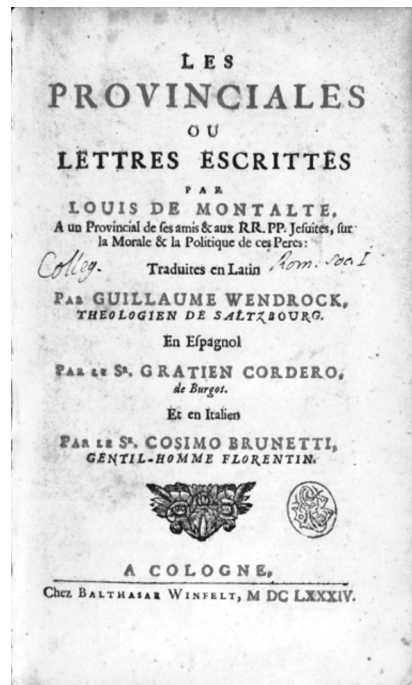 LES
PROVINCIALES
OU
LETTRES ESCRITTES
PAR
LOUIS DE MONTALTE,
A un Provincial de ses amis & aux RR. PP. Jesuites, sur
la Morale & la Politique de ces Peres:
Colleg. Traduites en Latin Rom. Soc. I
PAR GUILLAUME WENDROCK,
THEOLOGIEN DE SALTZBOURG.
En Espagnol
PAR LE SR. GRATIEN CORDERO,
de Burgos.
Et en Italien
PAR LE SR. COSIMO BRUNETTI,
GENTIL-HOMME FLORENTIN.
A COLOGNE,
Chez BALTHASAR WINFELT, M DC LXXXIV.